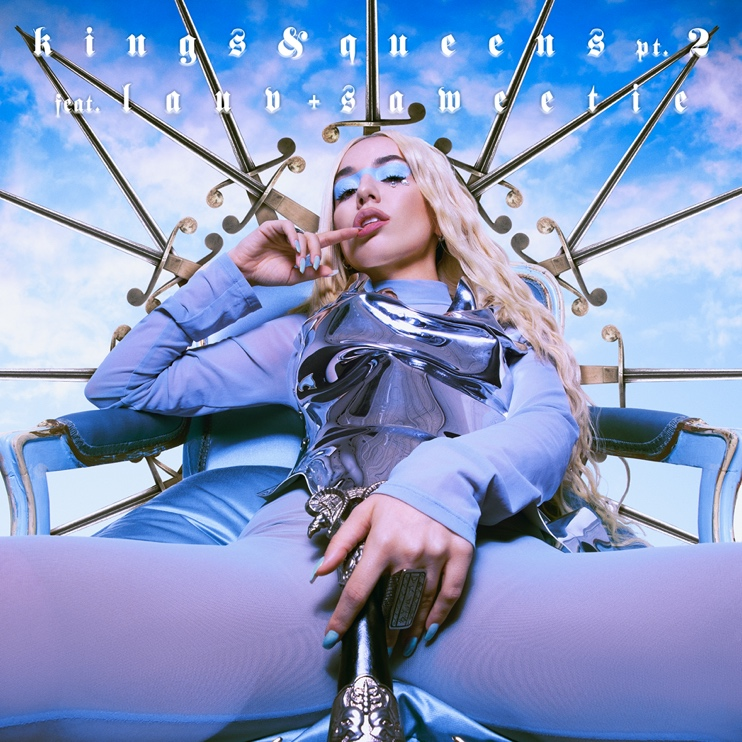 kings & queens pt. 2
feat. lauv + saweetie